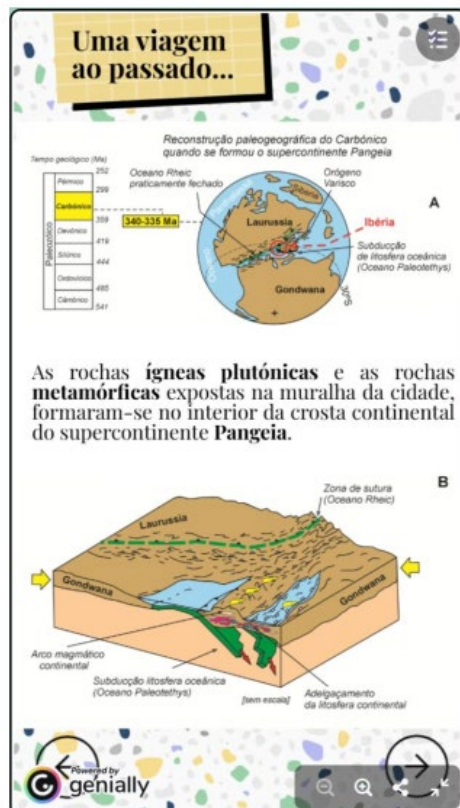 Uma viagem
ao passado...
Reconstrução paleogeográfica do Carbónico
quando se formou o supercontinente Pangeia
Tempo geológico (Ma)
252
Pérmico
299
Carbónico
359
Devónico
419
Silúrico
444
Ordovícico
485
Câmbrico
541
Paleozóico
340-335 Ma
Oceano Rheic
praticamente fechado
Orógeno
Varisco
Sibéria
Laurussia
A
Ibéria
Subducção
de litosfera oceânica
(Oceano Paleotethys)
Gondwana
30ºS
As rochas ígneas plutónicas e as rochas
metamórficas expostas na muralha da cidade,
formaram-se no interior da crosta continental
do supercontinente Pangeia.
B
Zona de sutura
(Oceano Rheic)
Laurussia
Gondwana
Gondwana
Arco magmático
continental
Subducção litosfera oceânica
(Oceano Paleotethys)
[sem escala]
Adelgaçamento
da litosfera continental
Powered by
genially